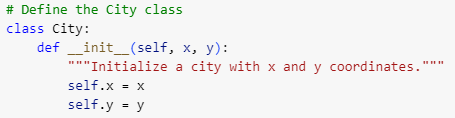 # Define the City class
class City:
    def __init__(self, x, y):
        """Initialize a city with x and y coordinates."""
        self.x = x
        self.y = y